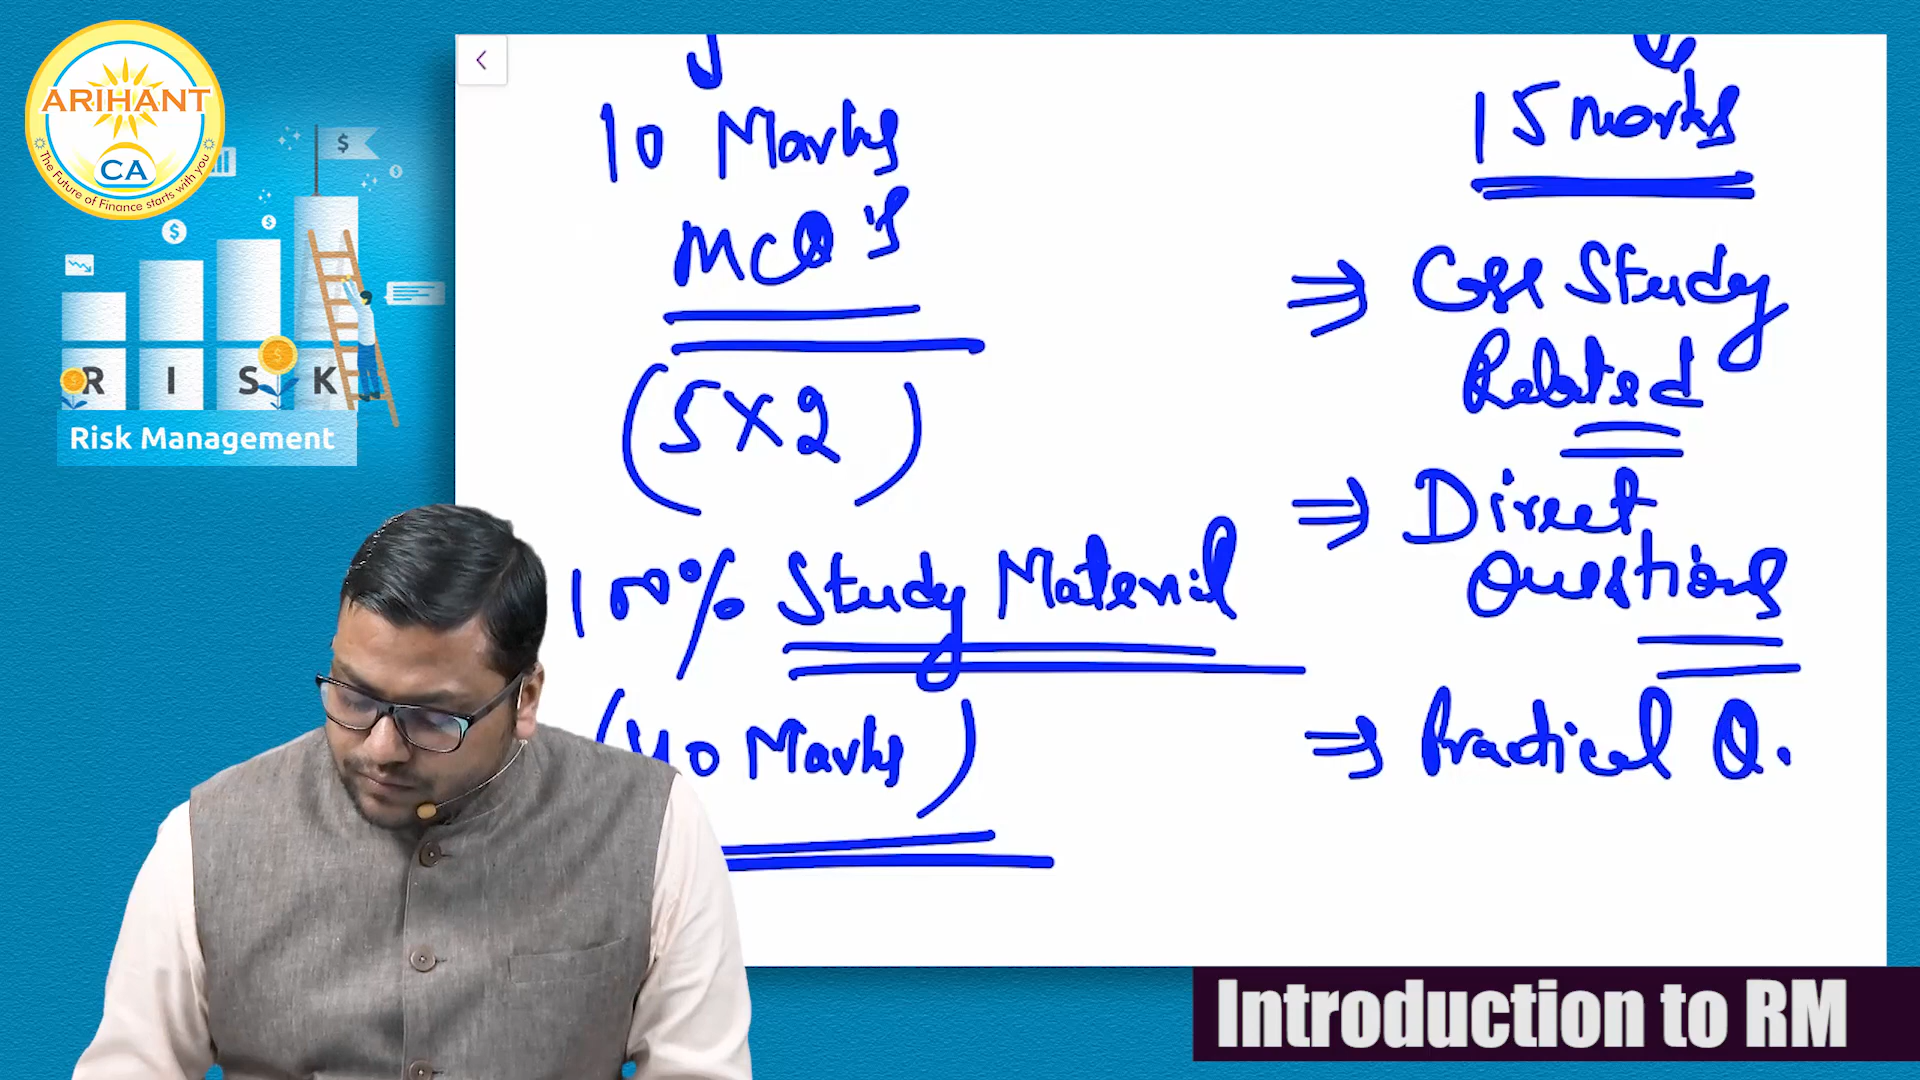 ARIHANT
CA
The Future of Finance starts with you
$
$
$
$
$
R I S K
Risk Management
10 Marks
MCQ's
(5X2)
100% Study Material
(40 Marks)
15 marks
⇒ Case Study
Related
⇒ Direct
Questions
⇒ Practical Q.
Introduction to RM